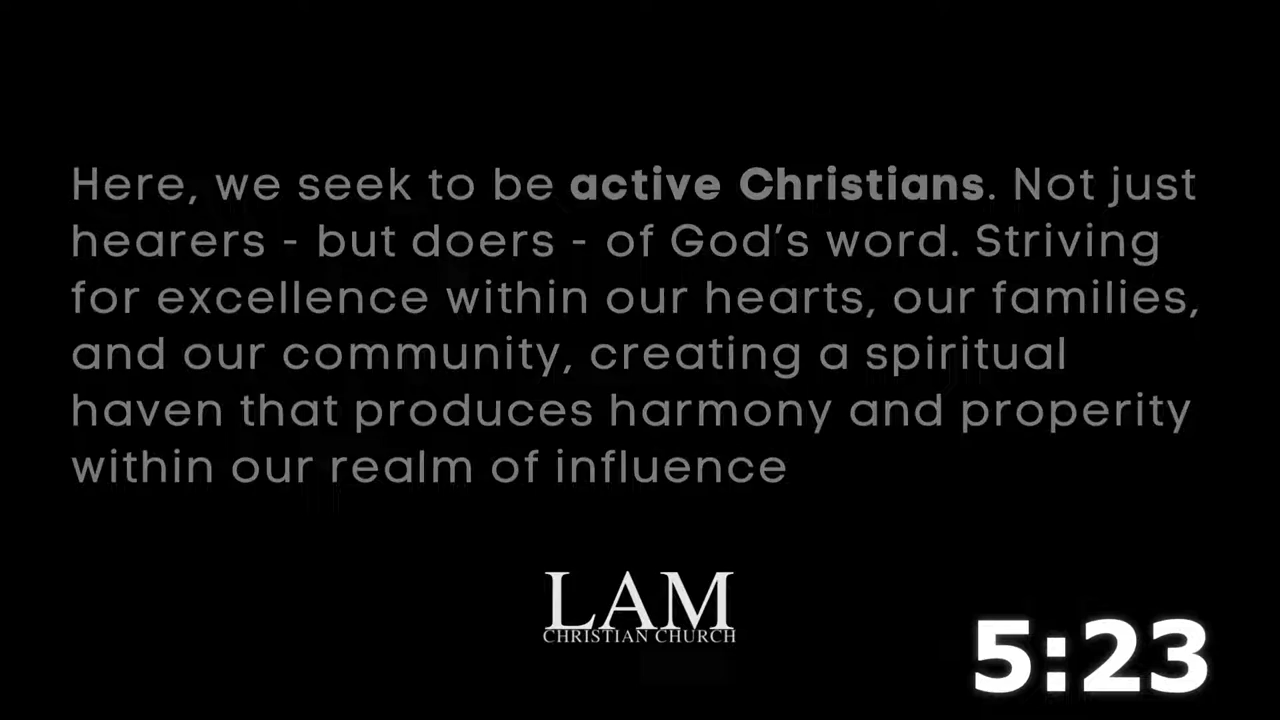 Here, we seek to be active Christians. Not just
hearers - but doers - of God's word. Striving
for excellence within our hearts, our families,
and our community, creating a spiritual
haven that produces harmony and properity
within our realm of influence
LAM
CHRISTIAN CHURCH
5:23